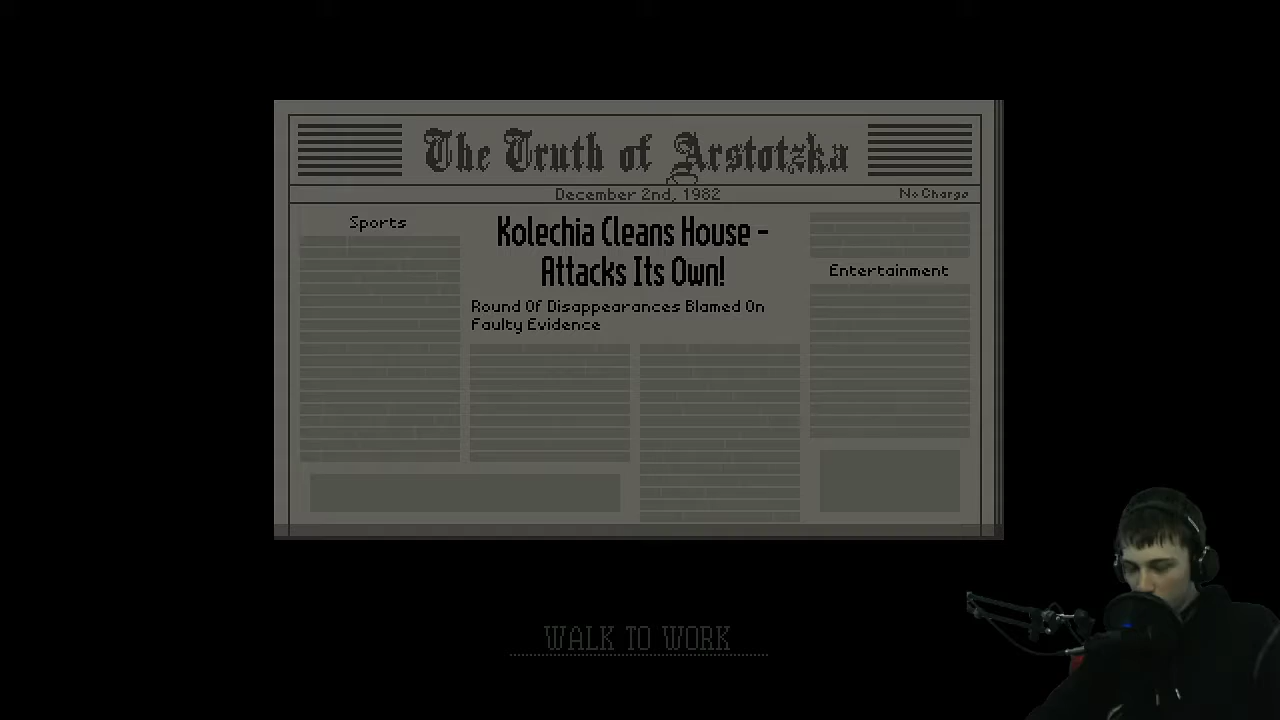 The Truth of Arstotzka
December 2nd, 1982
No Charge
Sports
Kolechia Cleans House -
Attacks Its Own!
Round Of Disappearances Blamed On
Faulty Evidence
Entertainment
WALK TO WORK